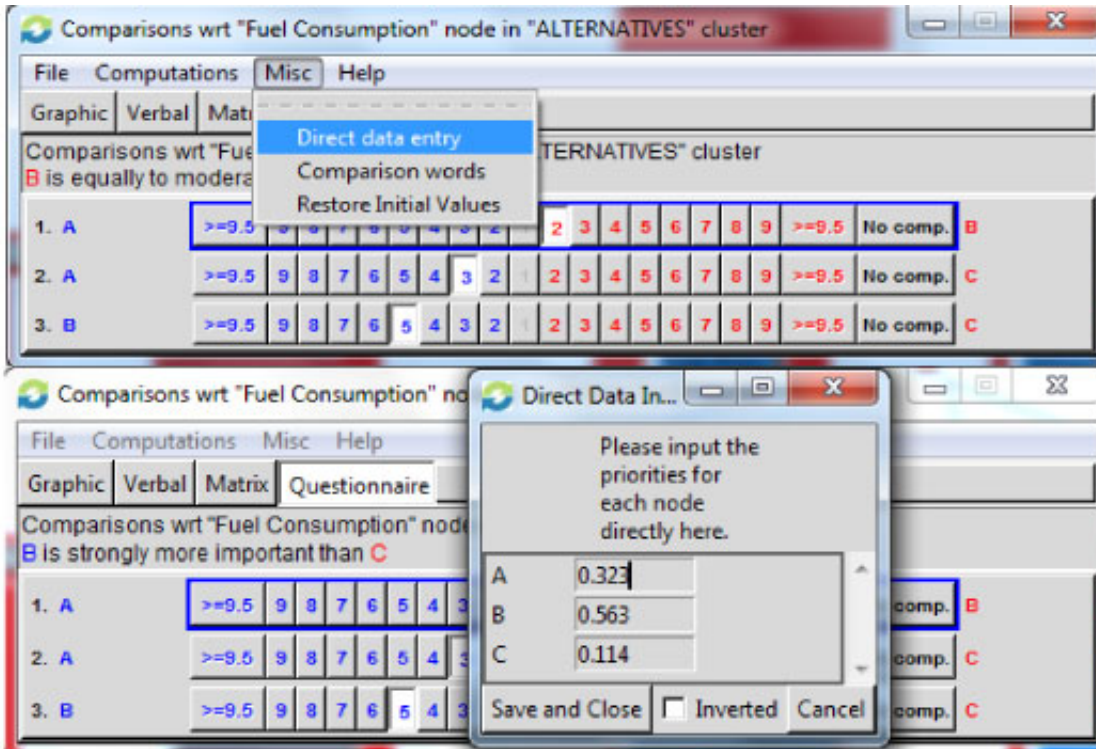 Comparisons wrt "Fuel Consumption" node in "ALTERNATIVES" cluster
File Computations Misc Help
Graphic Verbal
Direct data entry
Comparison words
Restore Initial Values
Comparisons wrt "Fue TERNATIVES" cluster
B is equally to modera
1. A >=9.5 2 3 4 5 6 7 8 9 >=9.5 No comp. B
2. A >=9.5 9 8 7 6 5 4 3 2 1 2 3 4 5 6 7 8 9 >=9.5 No comp. C
3. B >=9.5 9 8 7 6 5 4 3 2 1 2 3 4 5 6 7 8 9 >=9.5 No comp. C
Comparisons wrt "Fuel Consumption" no
File Computations Misc Help
Graphic Verbal Matrix Questionnaire
Comparisons wrt "Fuel Consumption" node
B is strongly more important than C
1. A >=9.5 9 8 7 6 5 4 3 comp. B
2. A >=9.5 9 8 7 6 5 4 3 comp. C
3. B >=9.5 9 8 7 6 5 4 3 comp. C
Direct Data In...
Please input the
priorities for
each node
directly here.
A 0.323
B 0.563
C 0.114
Save and Close Inverted Cancel